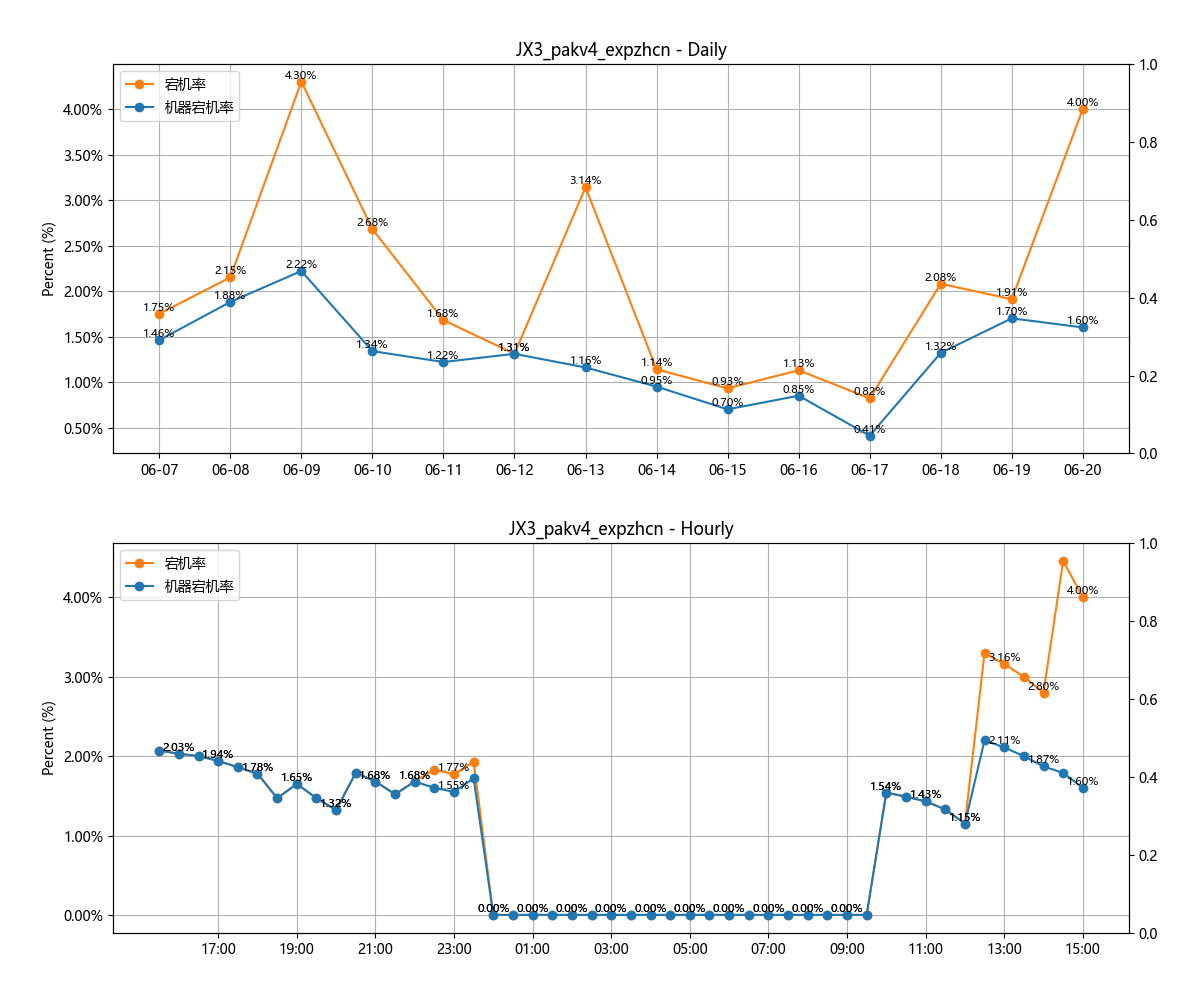 JX3_pakv4_expzhcn - Daily
宕机率
机器宕机率
Percent (%)
4.00%
3.50%
3.00%
2.50%
2.00%
1.50%
1.00%
0.50%
1.0
0.8
0.6
0.4
0.2
0.0
1.75% 2.15% 4.30% 2.68% 1.68% 1.31% 3.14% 1.14% 0.93% 1.13% 0.82% 2.08% 1.91% 4.00%
1.46% 1.88% 2.22% 1.34% 1.22% 1.31% 1.16% 0.95% 0.70% 0.85% 0.41% 1.32% 1.70% 1.60%
06-07 06-08 06-09 06-10 06-11 06-12 06-13 06-14 06-15 06-16 06-17 06-18 06-19 06-20
JX3_pakv4_expzhcn - Hourly
宕机率
机器宕机率
Percent (%)
4.00%
3.00%
2.00%
1.00%
0.00%
1.0
0.8
0.6
0.4
0.2
0.0
2.03% 1.94% 1.78% 1.65% 1.32% 1.68% 1.68% 1.77% 0.00% 0.00% 0.00% 0.00% 0.00% 0.00% 0.00% 0.00% 0.00% 0.00% 1.54% 1.43% 1.15% 3.16% 2.80% 4.00%
1.55% 2.11% 1.87% 1.60%
17:00 19:00 21:00 23:00 01:00 03:00 05:00 07:00 09:00 11:00 13:00 15:00